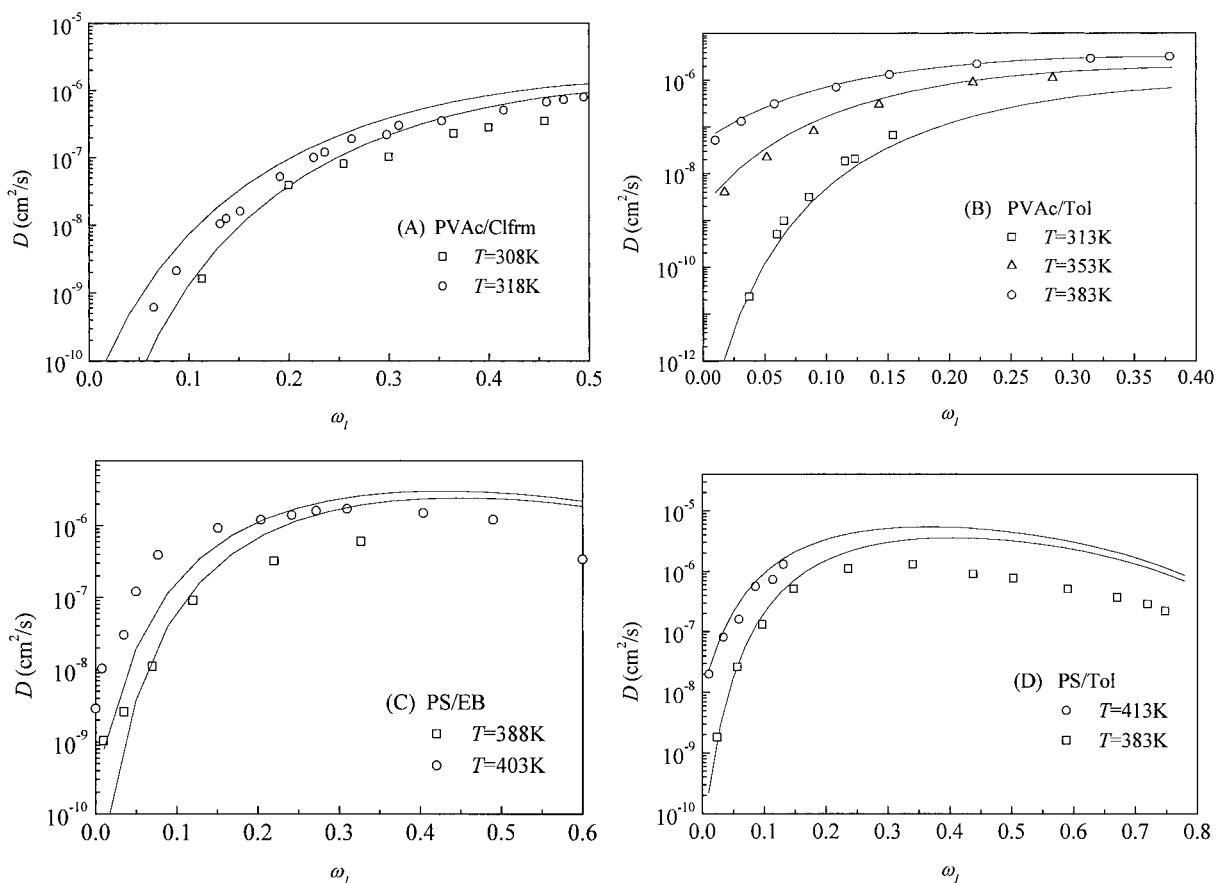 10⁻⁵
10⁻⁶
10⁻⁷
10⁻⁸
10⁻⁹
10⁻¹⁰
D (cm²/s)
(A) PVAc/Clfrm
T=308K
T=318K
0.0 0.1 0.2 0.3 0.4 0.5
ω₁
10⁻⁶
10⁻⁸
10⁻¹⁰
10⁻¹²
D (cm²/s)
(B) PVAc/Tol
T=313K
T=353K
T=383K
0.00 0.05 0.10 0.15 0.20 0.25 0.30 0.35 0.40
ω₁
10⁻⁶
10⁻⁷
10⁻⁸
10⁻⁹
10⁻¹⁰
D (cm²/s)
(C) PS/EB
T=388K
T=403K
0.0 0.1 0.2 0.3 0.4 0.5 0.6
ω₁
10⁻⁵
10⁻⁶
10⁻⁷
10⁻⁸
10⁻⁹
10⁻¹⁰
D (cm²/s)
(D) PS/Tol
T=413K
T=383K
0.0 0.1 0.2 0.3 0.4 0.5 0.6 0.7 0.8
ω₁